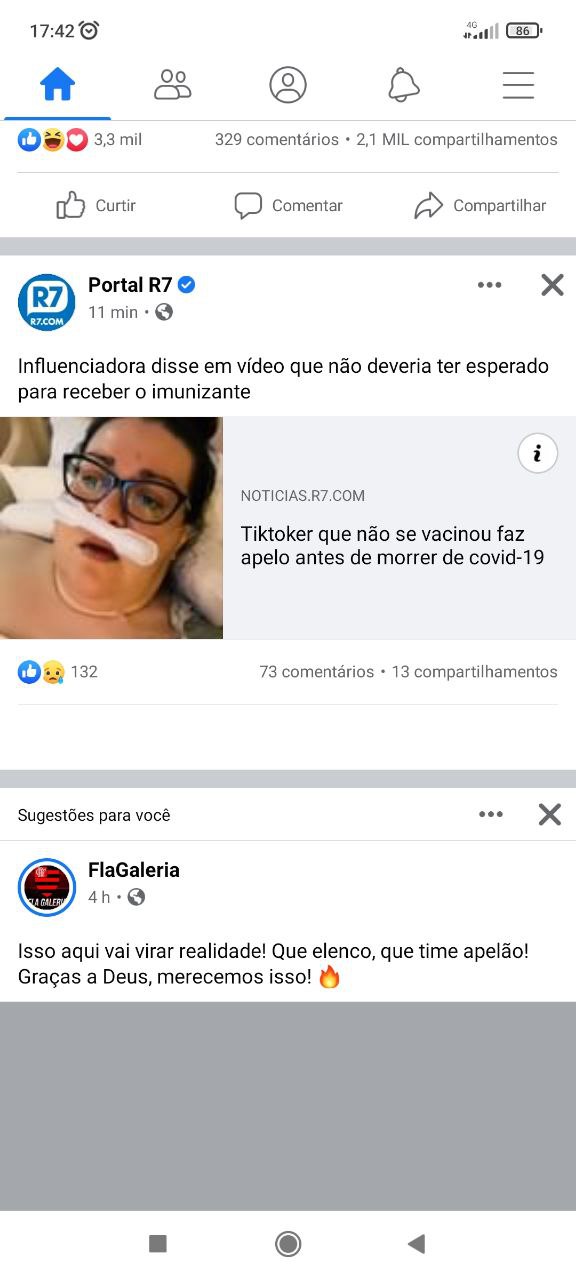 17:42
4G
86
3,3 mil
329 comentários • 2,1 MIL compartilhamentos
Curtir
Comentar
Compartilhar
R7
R7.COM
Portal R7
11 min •
Influenciadora disse em vídeo que não deveria ter esperado
para receber o imunizante
i
NOTICIAS.R7.COM
Tiktoker que não se vacinou faz
apelo antes de morrer de covid-19
132
73 comentários • 13 compartilhamentos
Sugestões para você
FLA GALERIA
FlaGaleria
4 h •
Isso aqui vai virar realidade! Que elenco, que time apelão!
Graças a Deus, merecemos isso! 🔥